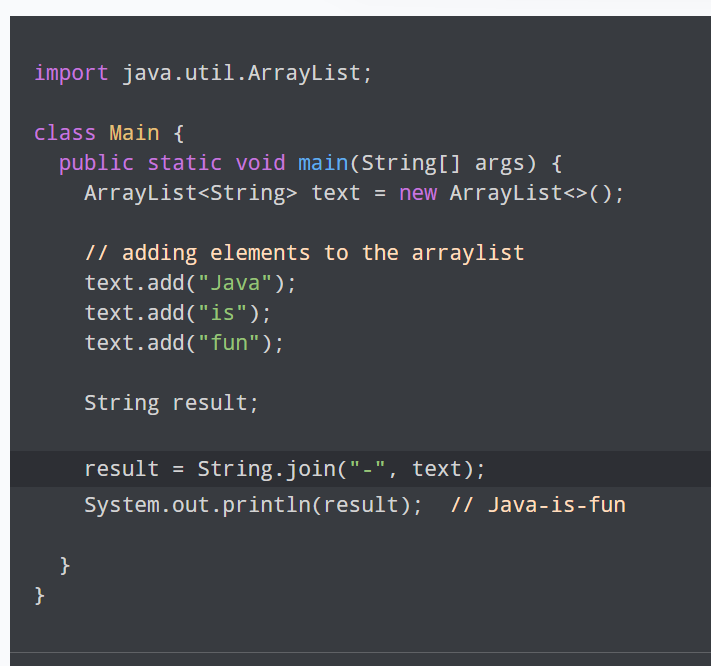 import java.util.ArrayList;
class Main {
public static void main(String[] args) {
ArrayList<String> text = new ArrayList<>();
// adding elements to the arraylist
text.add("Java");
text.add("is");
text.add("fun");
String result;
result = String.join("-", text);
System.out.println(result);  // Java-is-fun
}
}